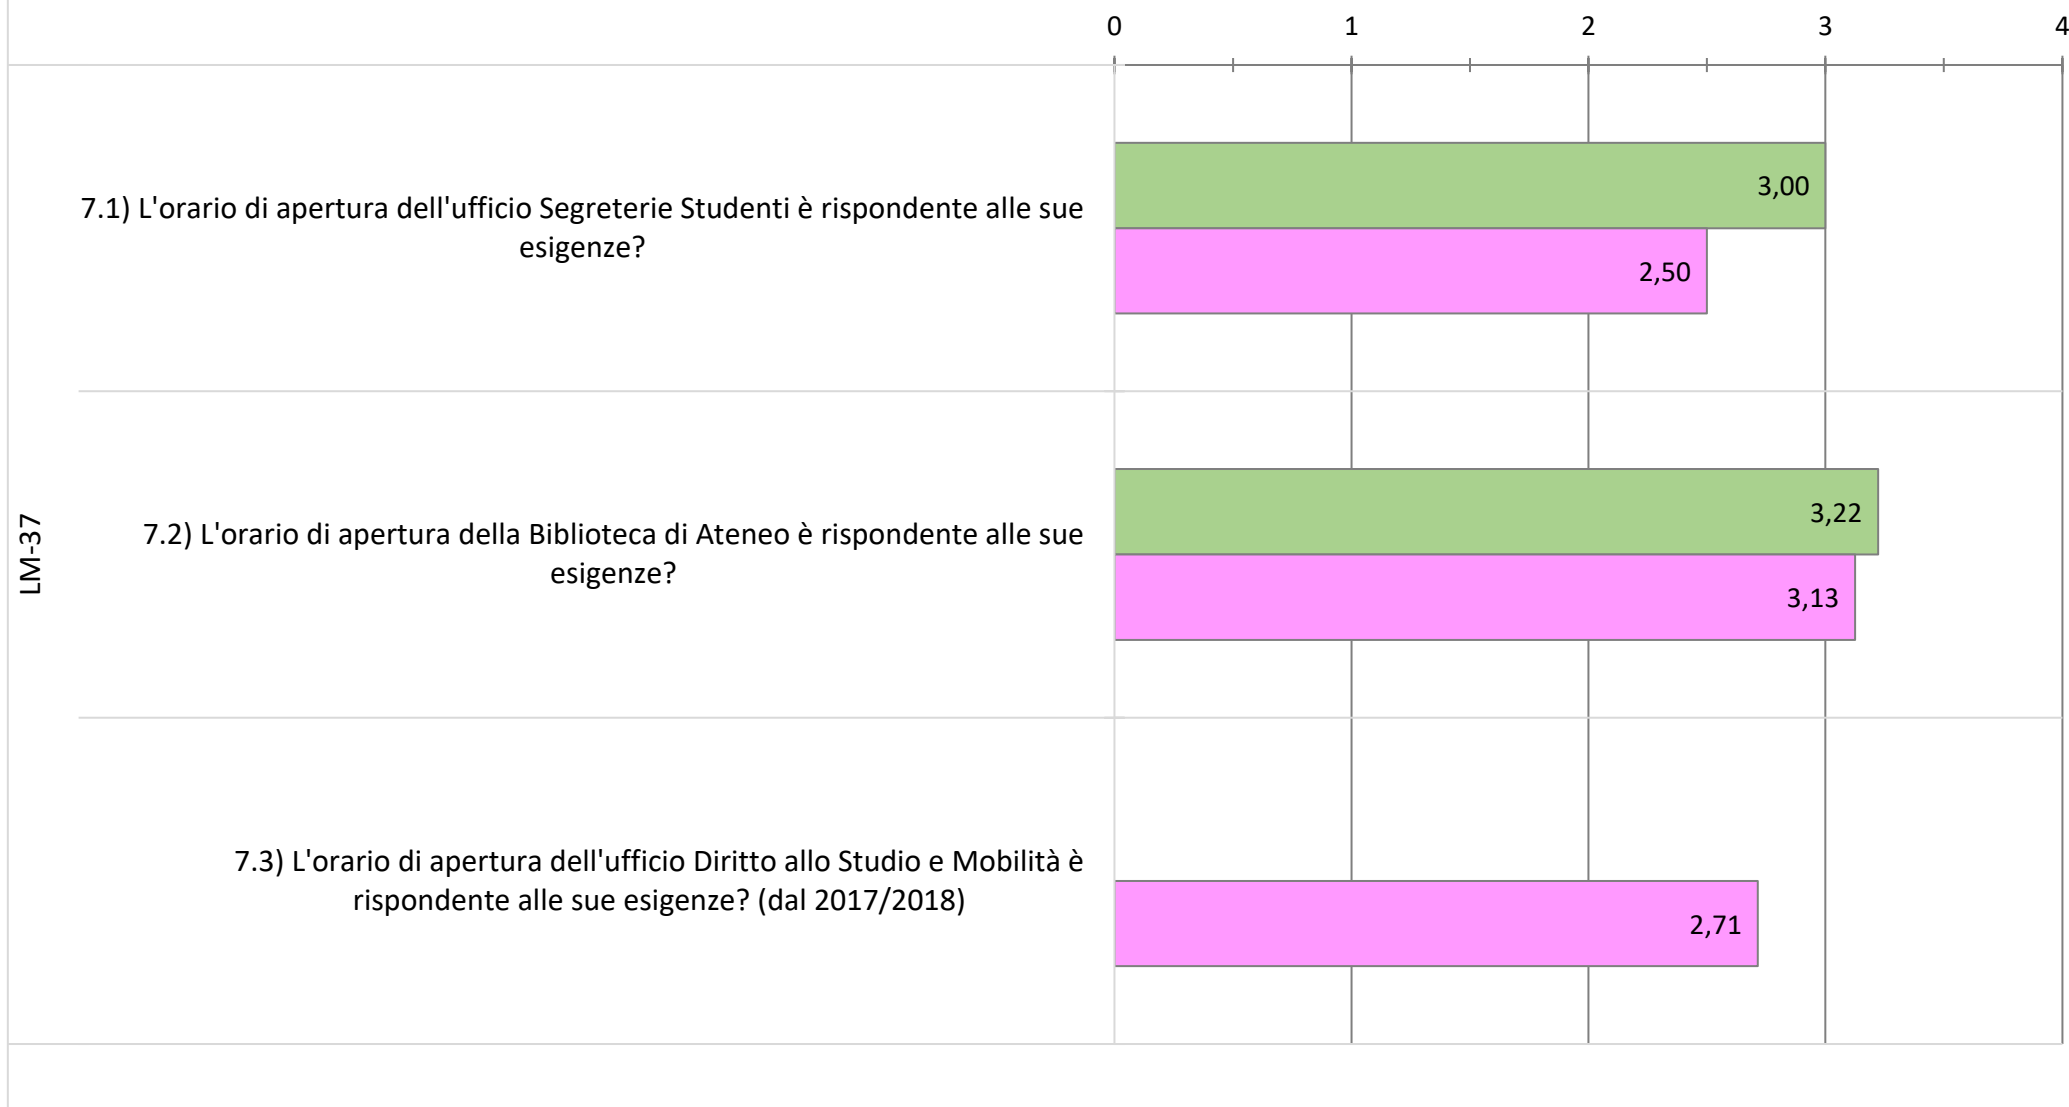 0 1 2 3 4
7.1) L'orario di apertura dell'ufficio Segreterie Studenti è rispondente alle sue
esigenze?
3,00
2,50
LM-37
7.2) L'orario di apertura della Biblioteca di Ateneo è rispondente alle sue
esigenze?
3,22
3,13
7.3) L'orario di apertura dell'ufficio Diritto allo Studio e Mobilità è
rispondente alle sue esigenze? (dal 2017/2018)
2,71